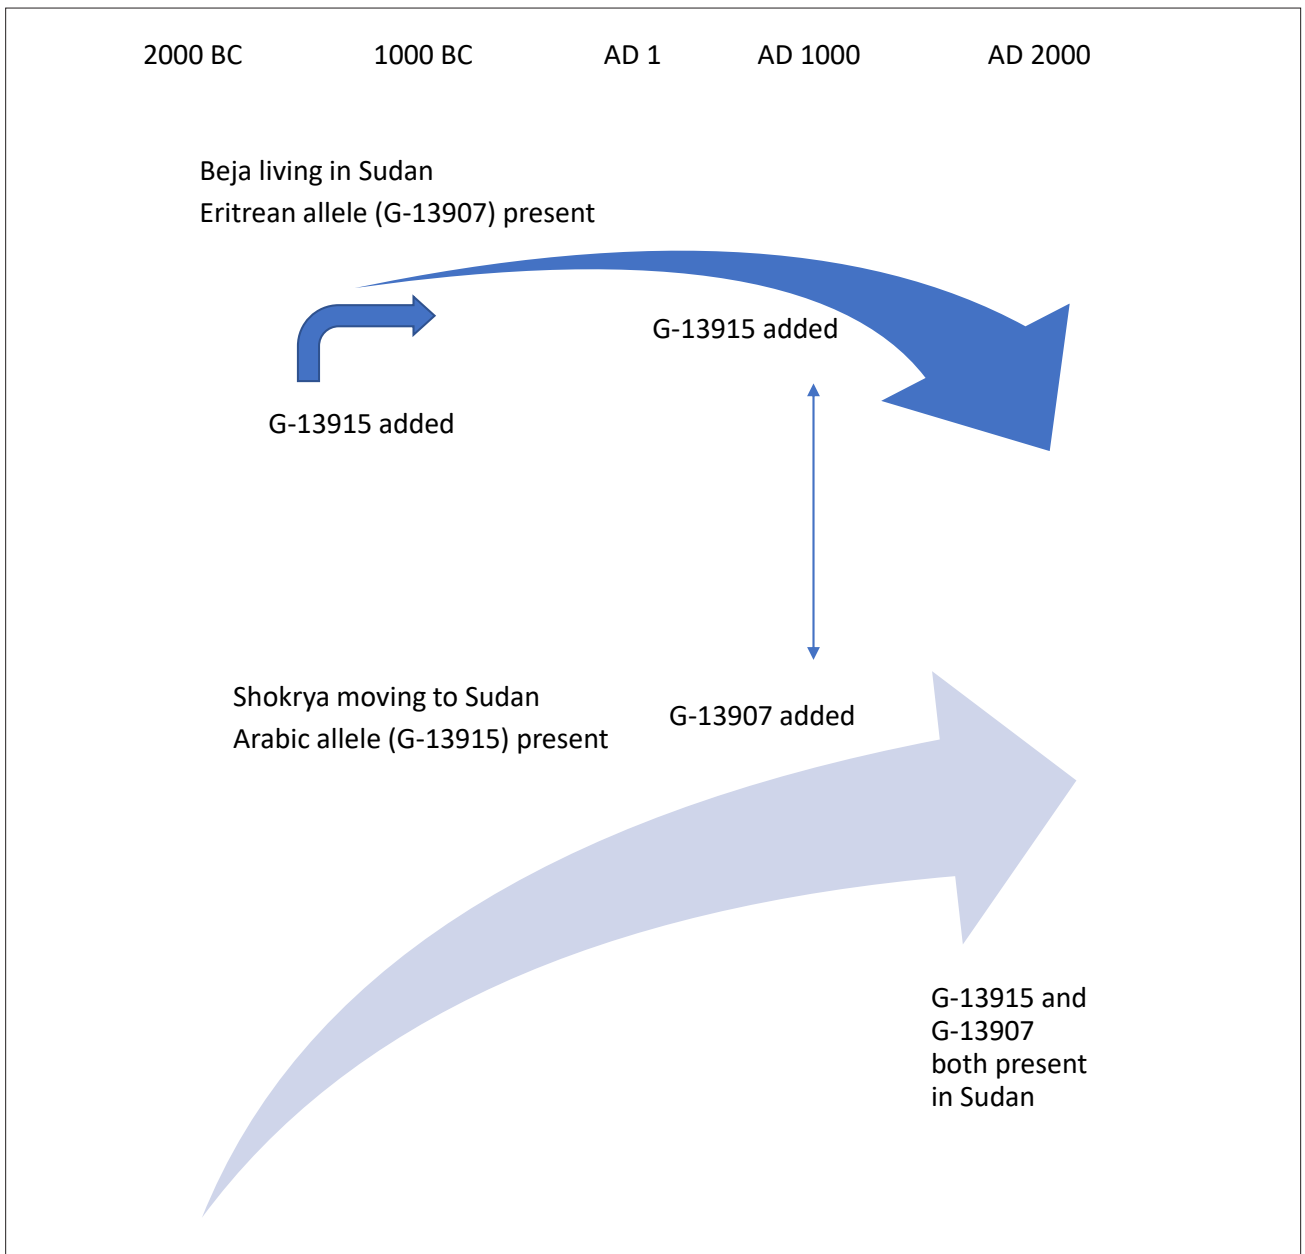 2000 BC 1000 BC AD 1 AD 1000 AD 2000
Beja living in Sudan
Eritrean allele (G-13907) present
G-13915 added
G-13915 added
Shokrya moving to Sudan
Arabic allele (G-13915) present
G-13907 added
G-13915 and
G-13907
both present
in Sudan